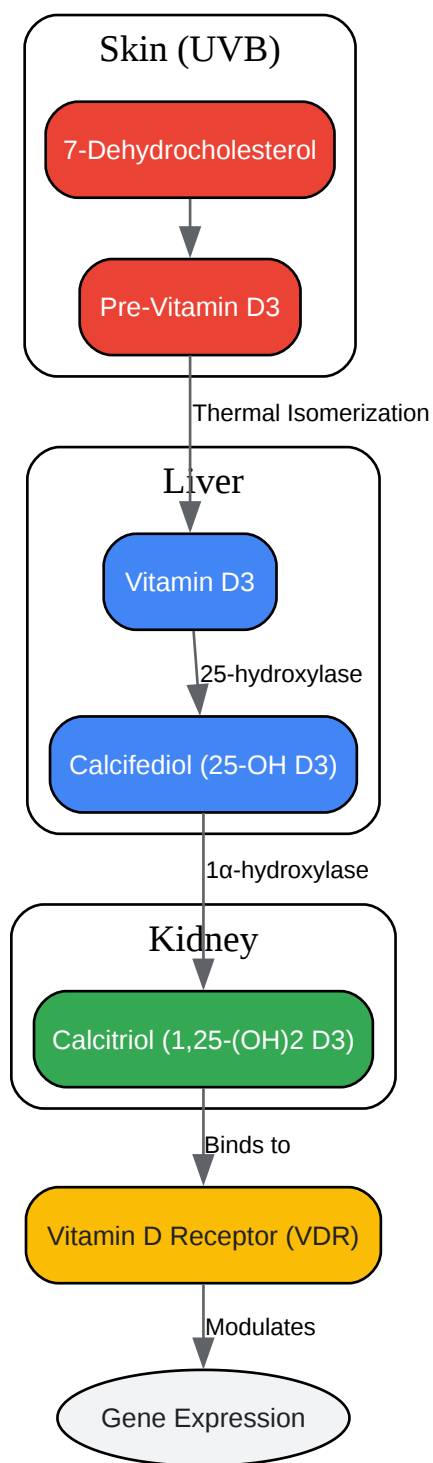 Skin (UVB)
7-Dehydrocholesterol
Pre-Vitamin D3
Thermal Isomerization
Liver
Vitamin D3
25-hydroxylase
Calcifediol (25-OH D3)
1α-hydroxylase
Kidney
Calcitriol (1,25-(OH)2 D3)
Binds to
Vitamin D Receptor (VDR)
Modulates
Gene Expression